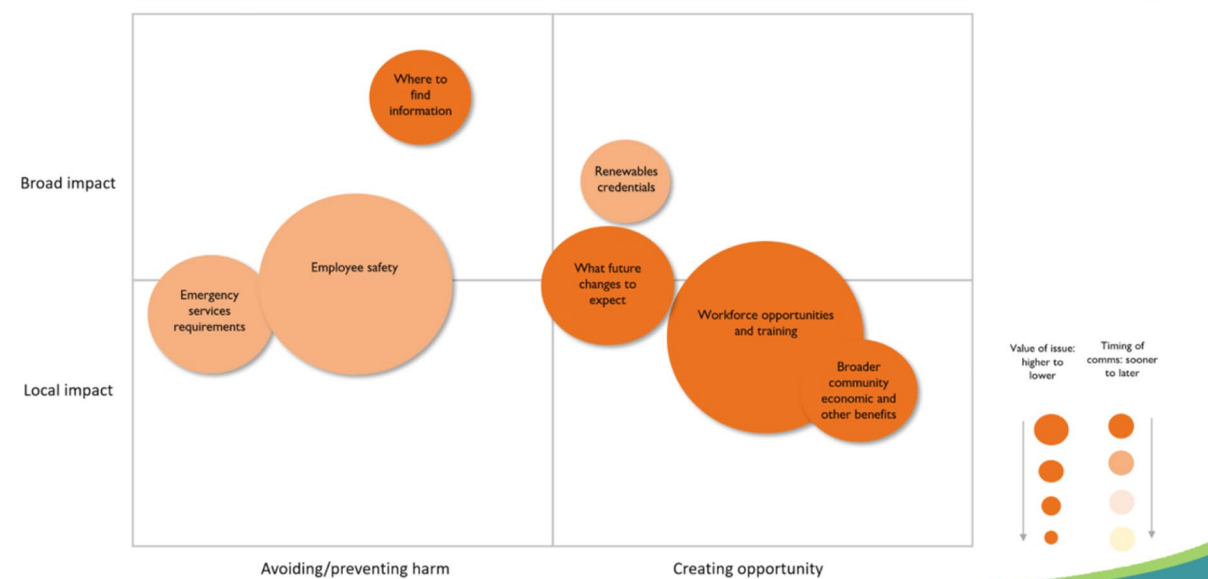 Where to
find
information
Broad impact
Renewables
credentials
Employee safety
What future
changes to
expect
Emergency
services
requirements
Workforce opportunities
and training
Local impact
Broader
community
economic and
other benefits
Value of issue:
higher to
lower
Timing of
comms: sooner
to later
Avoiding/preventing harm
Creating opportunity